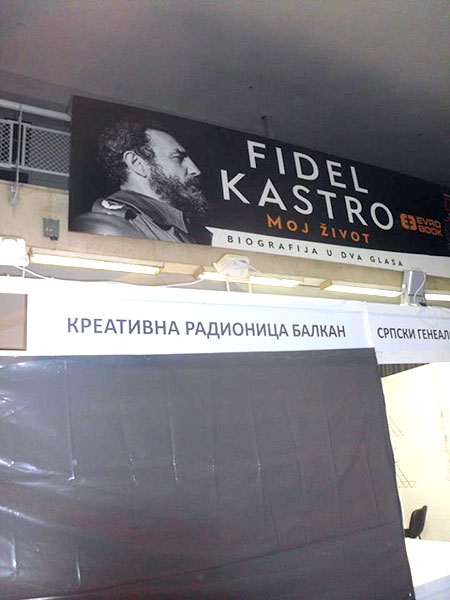 FIDEL
KASTRO
MOJ ŽIVOT
EVRO
BOOK
BIOGRAFIJA U DVA GLASA
КРЕАТИВНА РАДИОНИЦА БАЛКАН
СРПСКИ ГЕНЕАЛ